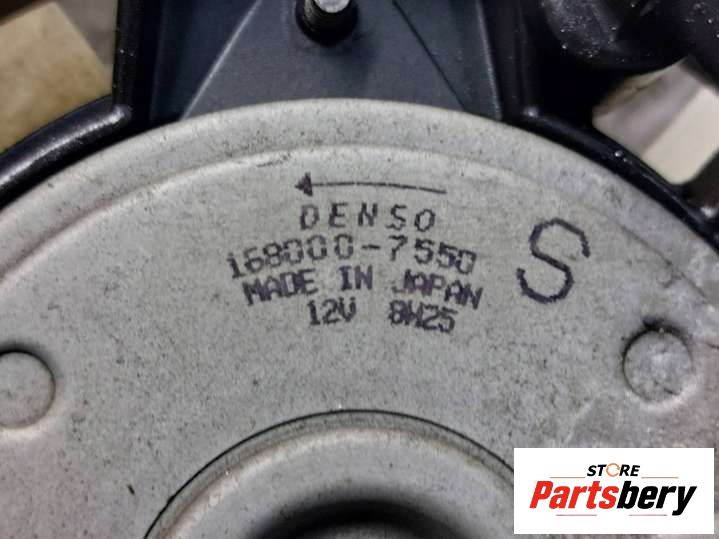 DENSO
168000-7550
MADE IN JAPAN
12V 8W25
S
STORE
Partsbery